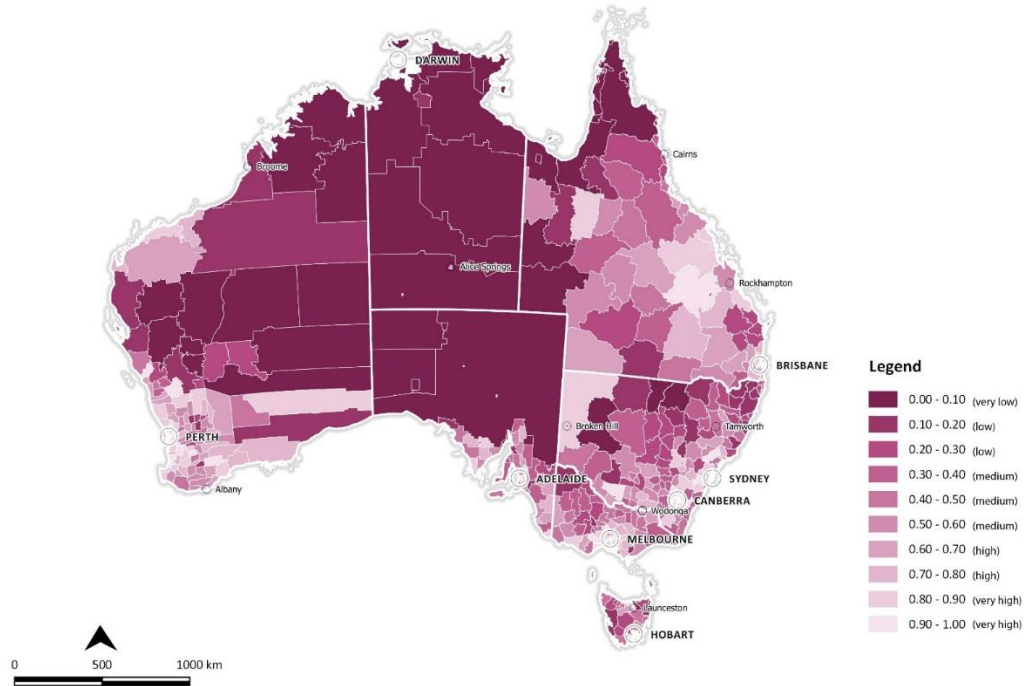 DARWIN
Broome
Cairns
Alice Springs
Rockhampton
BRISBANE
Broken Hill
Tamworth
PERTH
Albany
ADELAIDE
SYDNEY
CANBERRA
Wodonga
MELBOURNE
Launceston
HOBART
Legend
0.00 - 0.10 (very low)
0.10 - 0.20 (low)
0.20 - 0.30 (low)
0.30 - 0.40 (medium)
0.40 - 0.50 (medium)
0.50 - 0.60 (medium)
0.60 - 0.70 (high)
0.70 - 0.80 (high)
0.80 - 0.90 (very high)
0.90 - 1.00 (very high)
0 500 1000 km